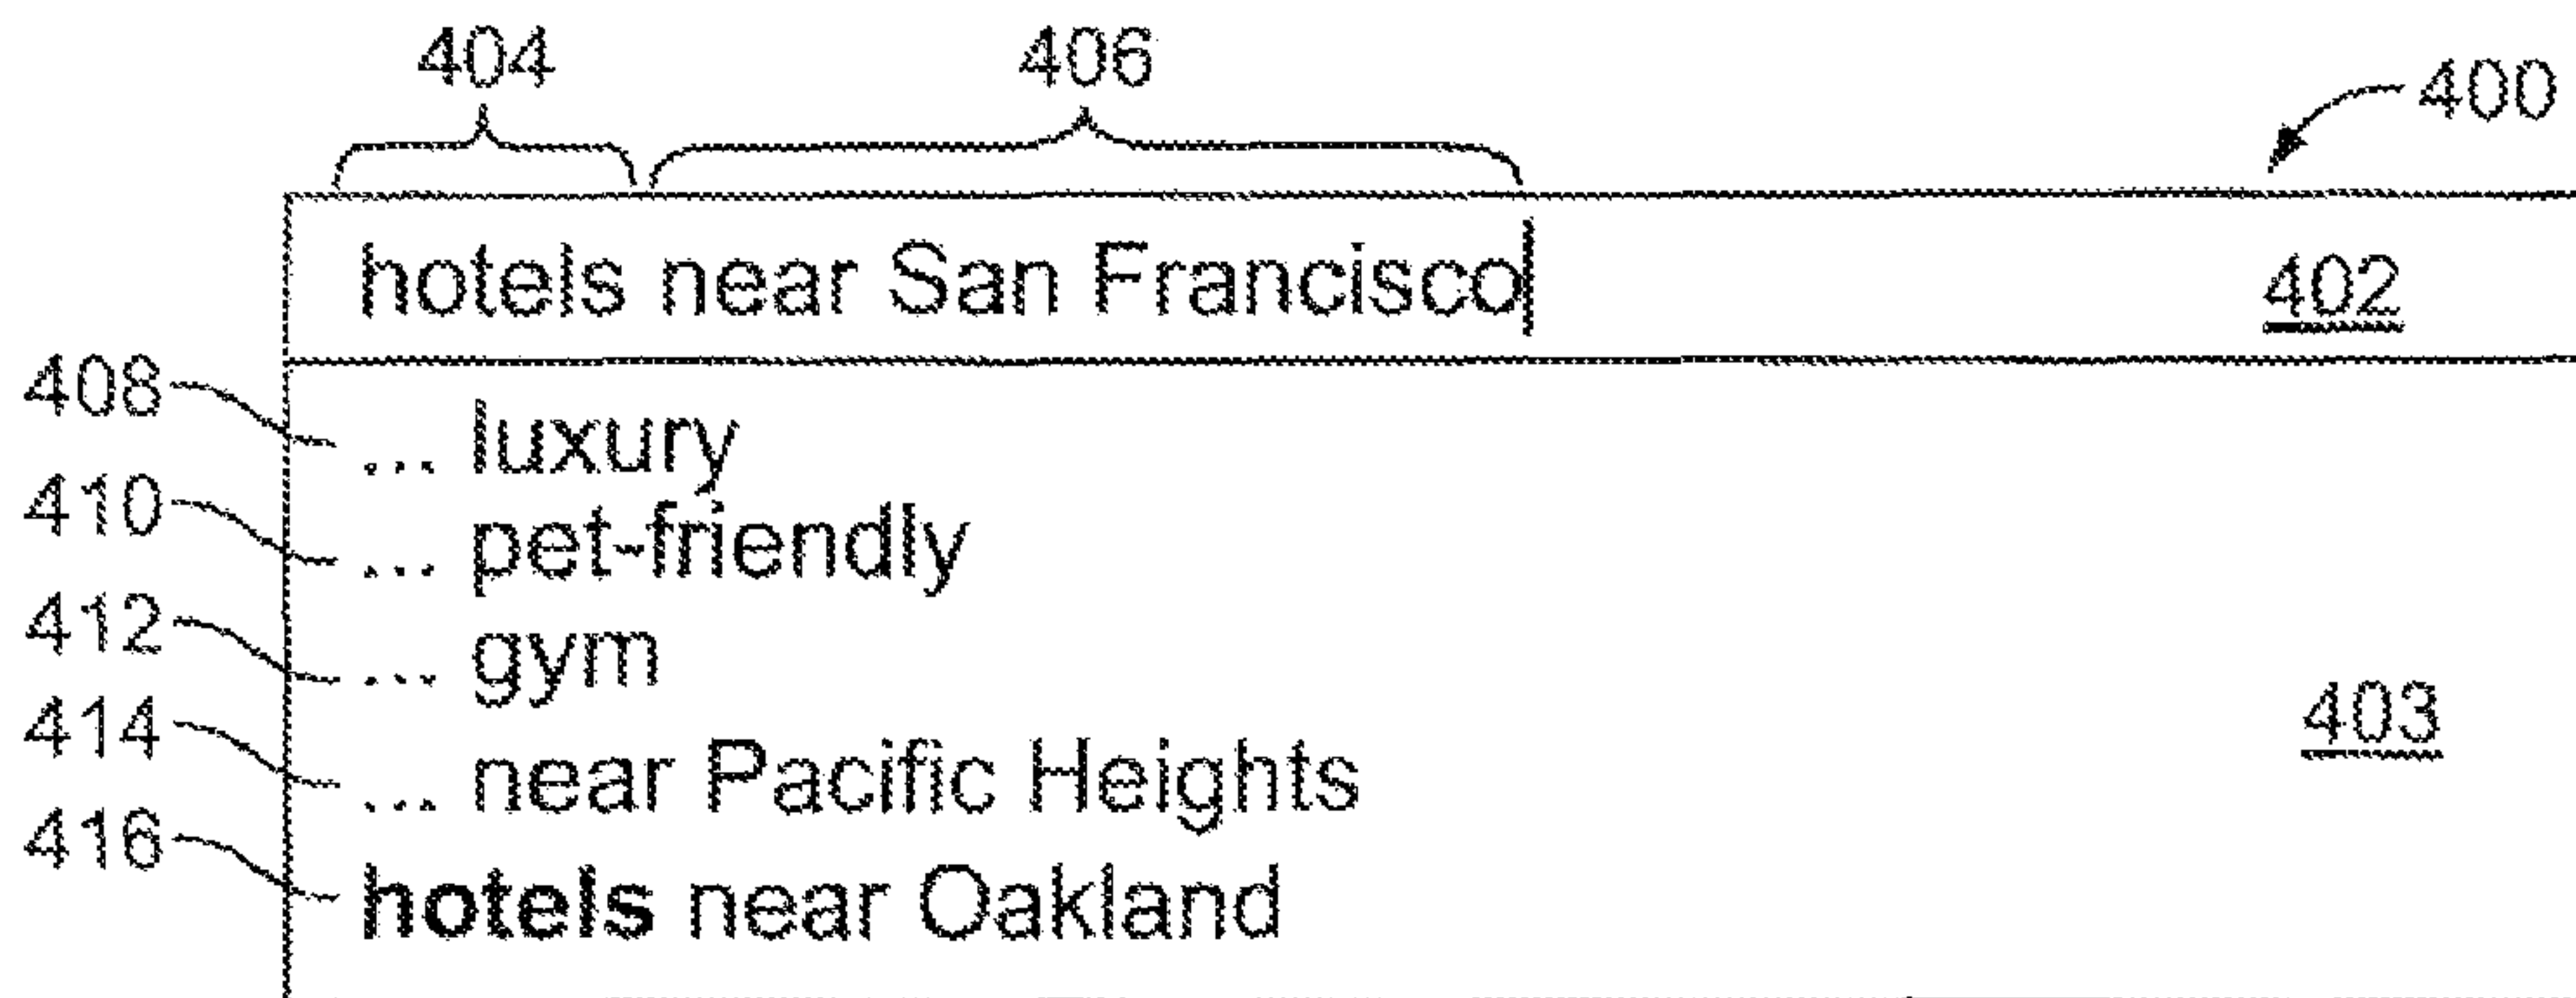 404 406
400
hotels near San Francisco 402
408 ... luxury
410 ... pet-friendly
412 ... gym
414 ... near Pacific Heights 403
416 hotels near Oakland